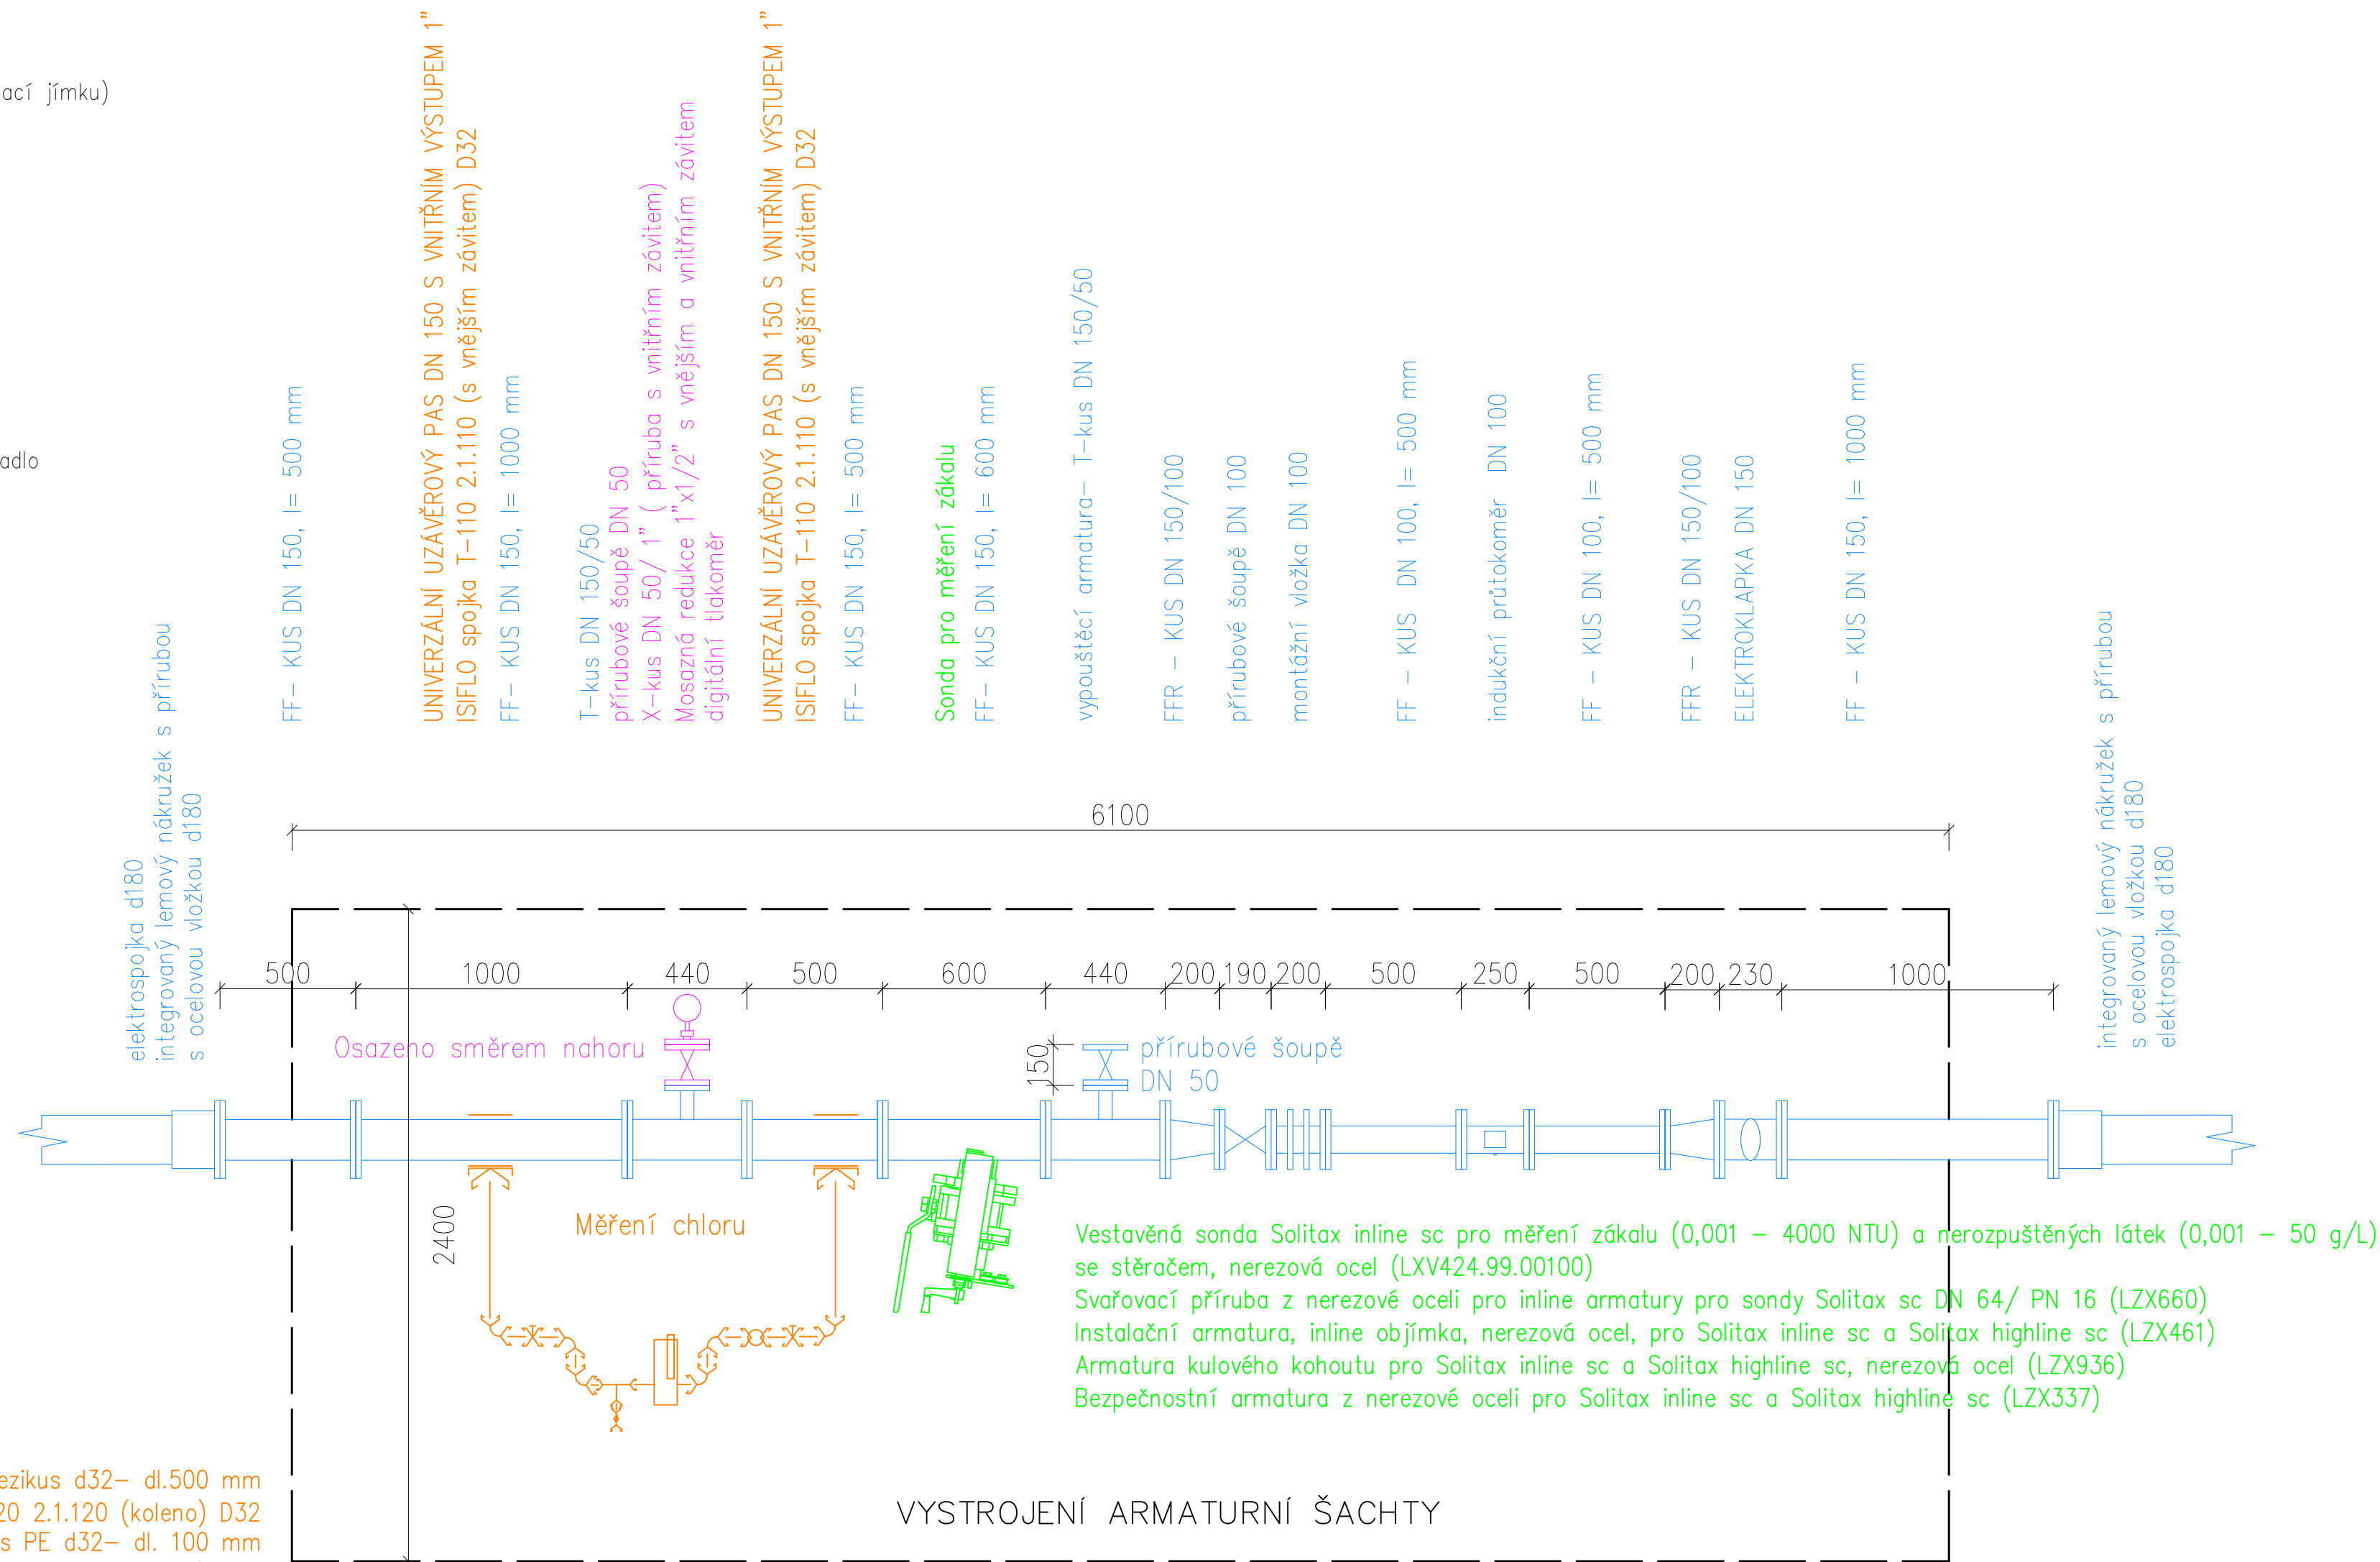 ací jímku)
adlo
elektrospojka d180
integrovaný lemový nákružek s přírubou
s ocelovou vložkou d180
FF- KUS DN 150, l= 500 mm
UNIVERZÁLNÍ UZÁVĚROVÝ PAS DN 150 S VNITŘNÍM VÝSTUPEM 1"
ISIFLO spojka T-110 2.1.110 (s vnějším závitem) D32
FF- KUS DN 150, l= 1000 mm
T-kus DN 150/50
přírubové šoupě DN 50
X-kus DN 50/ 1" ( příruba s vnitřním závitem)
Mosazná redukce 1"x1/2" s vnějším a vnitřním závitem
digitální tlakoměr
UNIVERZÁLNÍ UZÁVĚROVÝ PAS DN 150 S VNITŘNÍM VÝSTUPEM 1"
ISIFLO spojka T-110 2.1.110 (s vnějším závitem) D32
FF- KUS DN 150, l= 500 mm
Sonda pro měření zákalu
FF- KUS DN 150, l= 600 mm
vypouštěcí armatura- T-kus DN 150/50
FFR - KUS DN 150/100
přírubové šoupě DN 100
montážní vložka DN 100
FF - KUS DN 100, l= 500 mm
indukční průtokoměr DN 100
FF - KUS DN 100, l= 500 mm
FFR - KUS DN 150/100
ELEKTROKLAPKA DN 150
FF - KUS DN 150, l= 1000 mm
integrovaný lemový nákružek s přírubou
s ocelovou vložkou d180
elektrospojka d180
6100
500 1000 440 500 600 440 200 190 200 500 250 500 200 230 1000
Osazeno směrem nahoru
150
přírubové šoupě
DN 50
2400
Měření chloru
Vestavěná sonda Solitax inline sc pro měření zákalu (0,001 - 4000 NTU) a nerozpuštěných látek (0,001 - 50 g/L)
se stěračem, nerezová ocel (LXV424.99.00100)
Svařovací příruba z nerezové oceli pro inline armatury pro sondy Solitax sc DN 64/ PN 16 (LZX660)
Instalační armatura, inline objímka, nerezová ocel, pro Solitax inline sc a Solitax highline sc (LZX461)
Armatura kulového kohoutu pro Solitax inline sc a Solitax highline sc, nerezová ocel (LZX936)
Bezpečnostní armatura z nerezové oceli pro Solitax inline sc a Solitax highline sc (LZX337)
ezikus d32- dl.500 mm
20 2.1.120 (koleno) D32
s PE d32- dl. 100 mm
VYSTROJENÍ ARMATURNÍ ŠACHTY